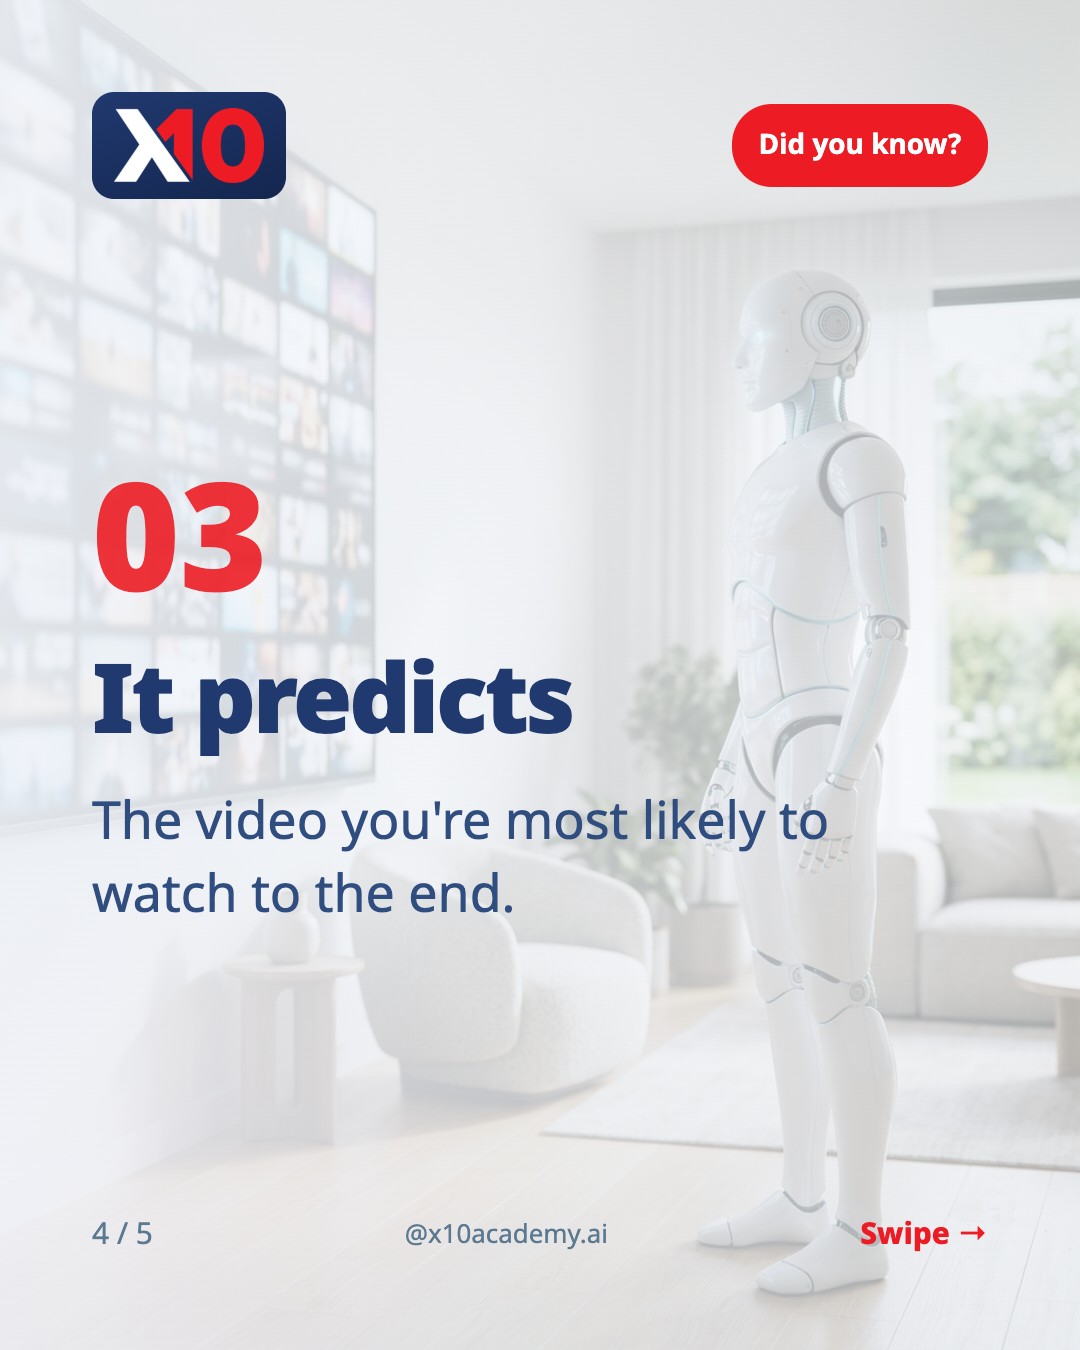 X10
Did you know?
03
It predicts
The video you're most likely to
watch to the end.
4 / 5
@x10academy.ai
Swipe →